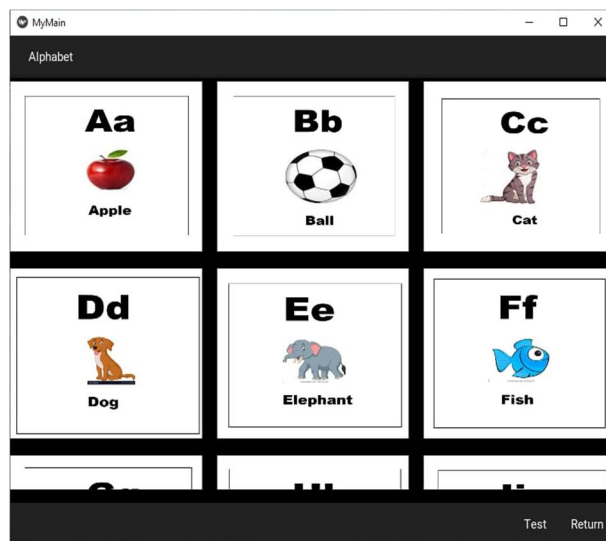 MyMain
Alphabet
Aa
Apple
Bb
Ball
Cc
Cat
Dd
Dog
Ee
Elephant
Ff
Fish
Test
Return